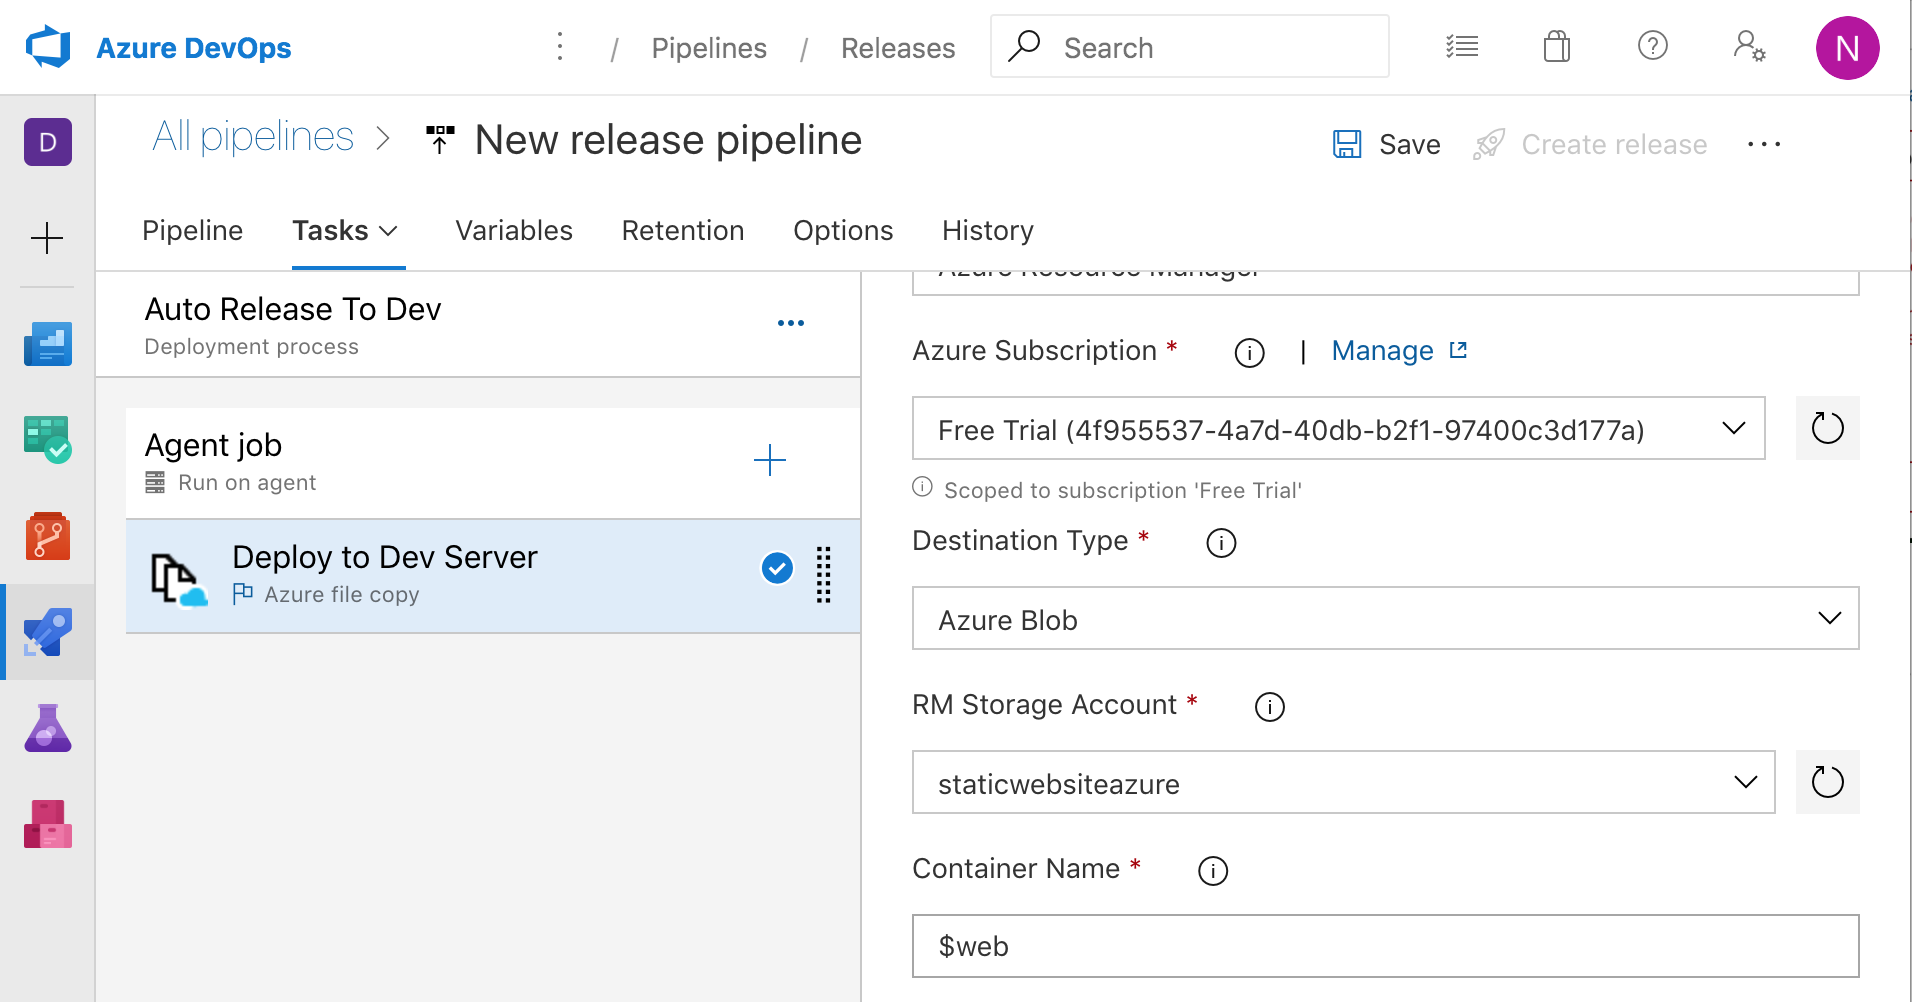 Azure DevOps
/ Pipelines / Releases
Search
N
D
All pipelines > New release pipeline
Save
Create release
Pipeline
Tasks
Variables
Retention
Options
History
Auto Release To Dev
Deployment process
Agent job
Run on agent
Deploy to Dev Server
Azure file copy
Azure Resource Manager
Azure Subscription *
| Manage
Free Trial (4f955537-4a7d-40db-b2f1-97400c3d177a)
Scoped to subscription 'Free Trial'
Destination Type *
Azure Blob
RM Storage Account *
staticwebsiteazure
Container Name *
$web